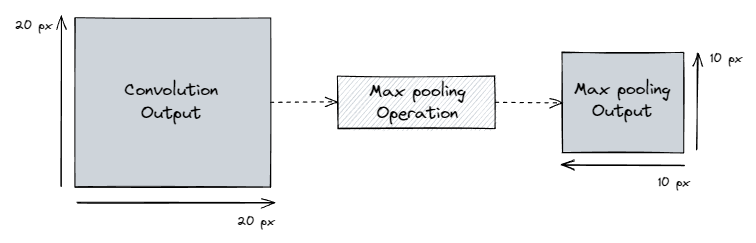 20 px
Convolution
Output
20 px
Max pooling
Operation
Max pooling
Output
10 px
10 px